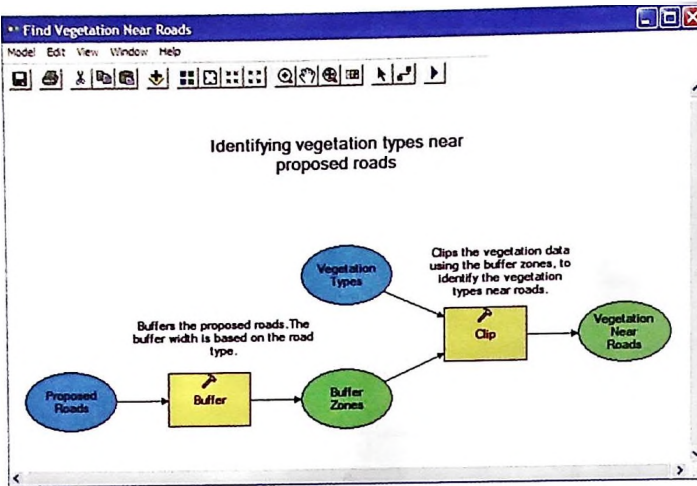 Find Vegetation Near Roads
Model Edit View Window Help
Identifying vegetation types near
proposed roads
Vegetation
Types
Clips the vegetation data
using the buffer zones, to
identify the vegetation
types near roads.
Clip
Vegetation
Near
Roads
Buffers the proposed roads.The
buffer width is based on the road
type.
Proposed
Roads
Buffer
Buffer
Zones